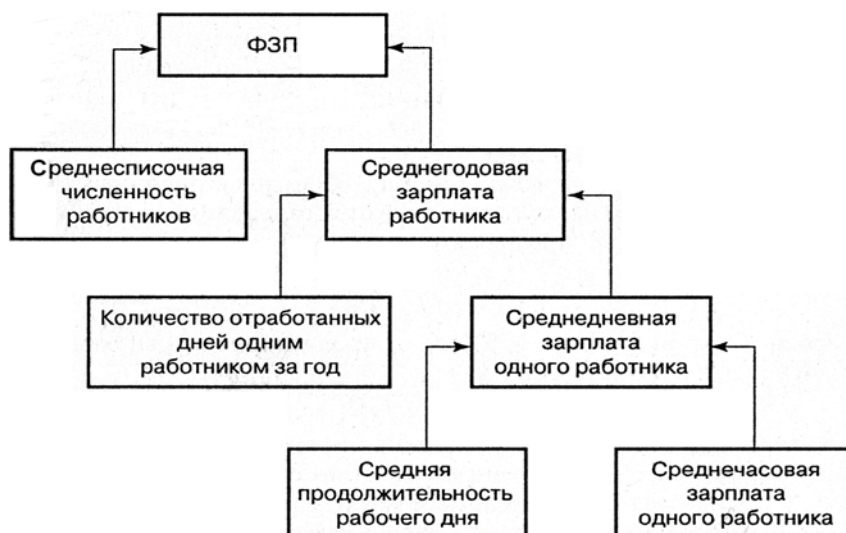 ФЗП
Среднесписочная
численность
работников
Среднегодовая
зарплата
работника
Количество отработанных
дней одним
работником за год
Среднедневная
зарплата
одного работника
Средняя
продолжительность
рабочего дня
Среднечасовая
зарплата
одного работника